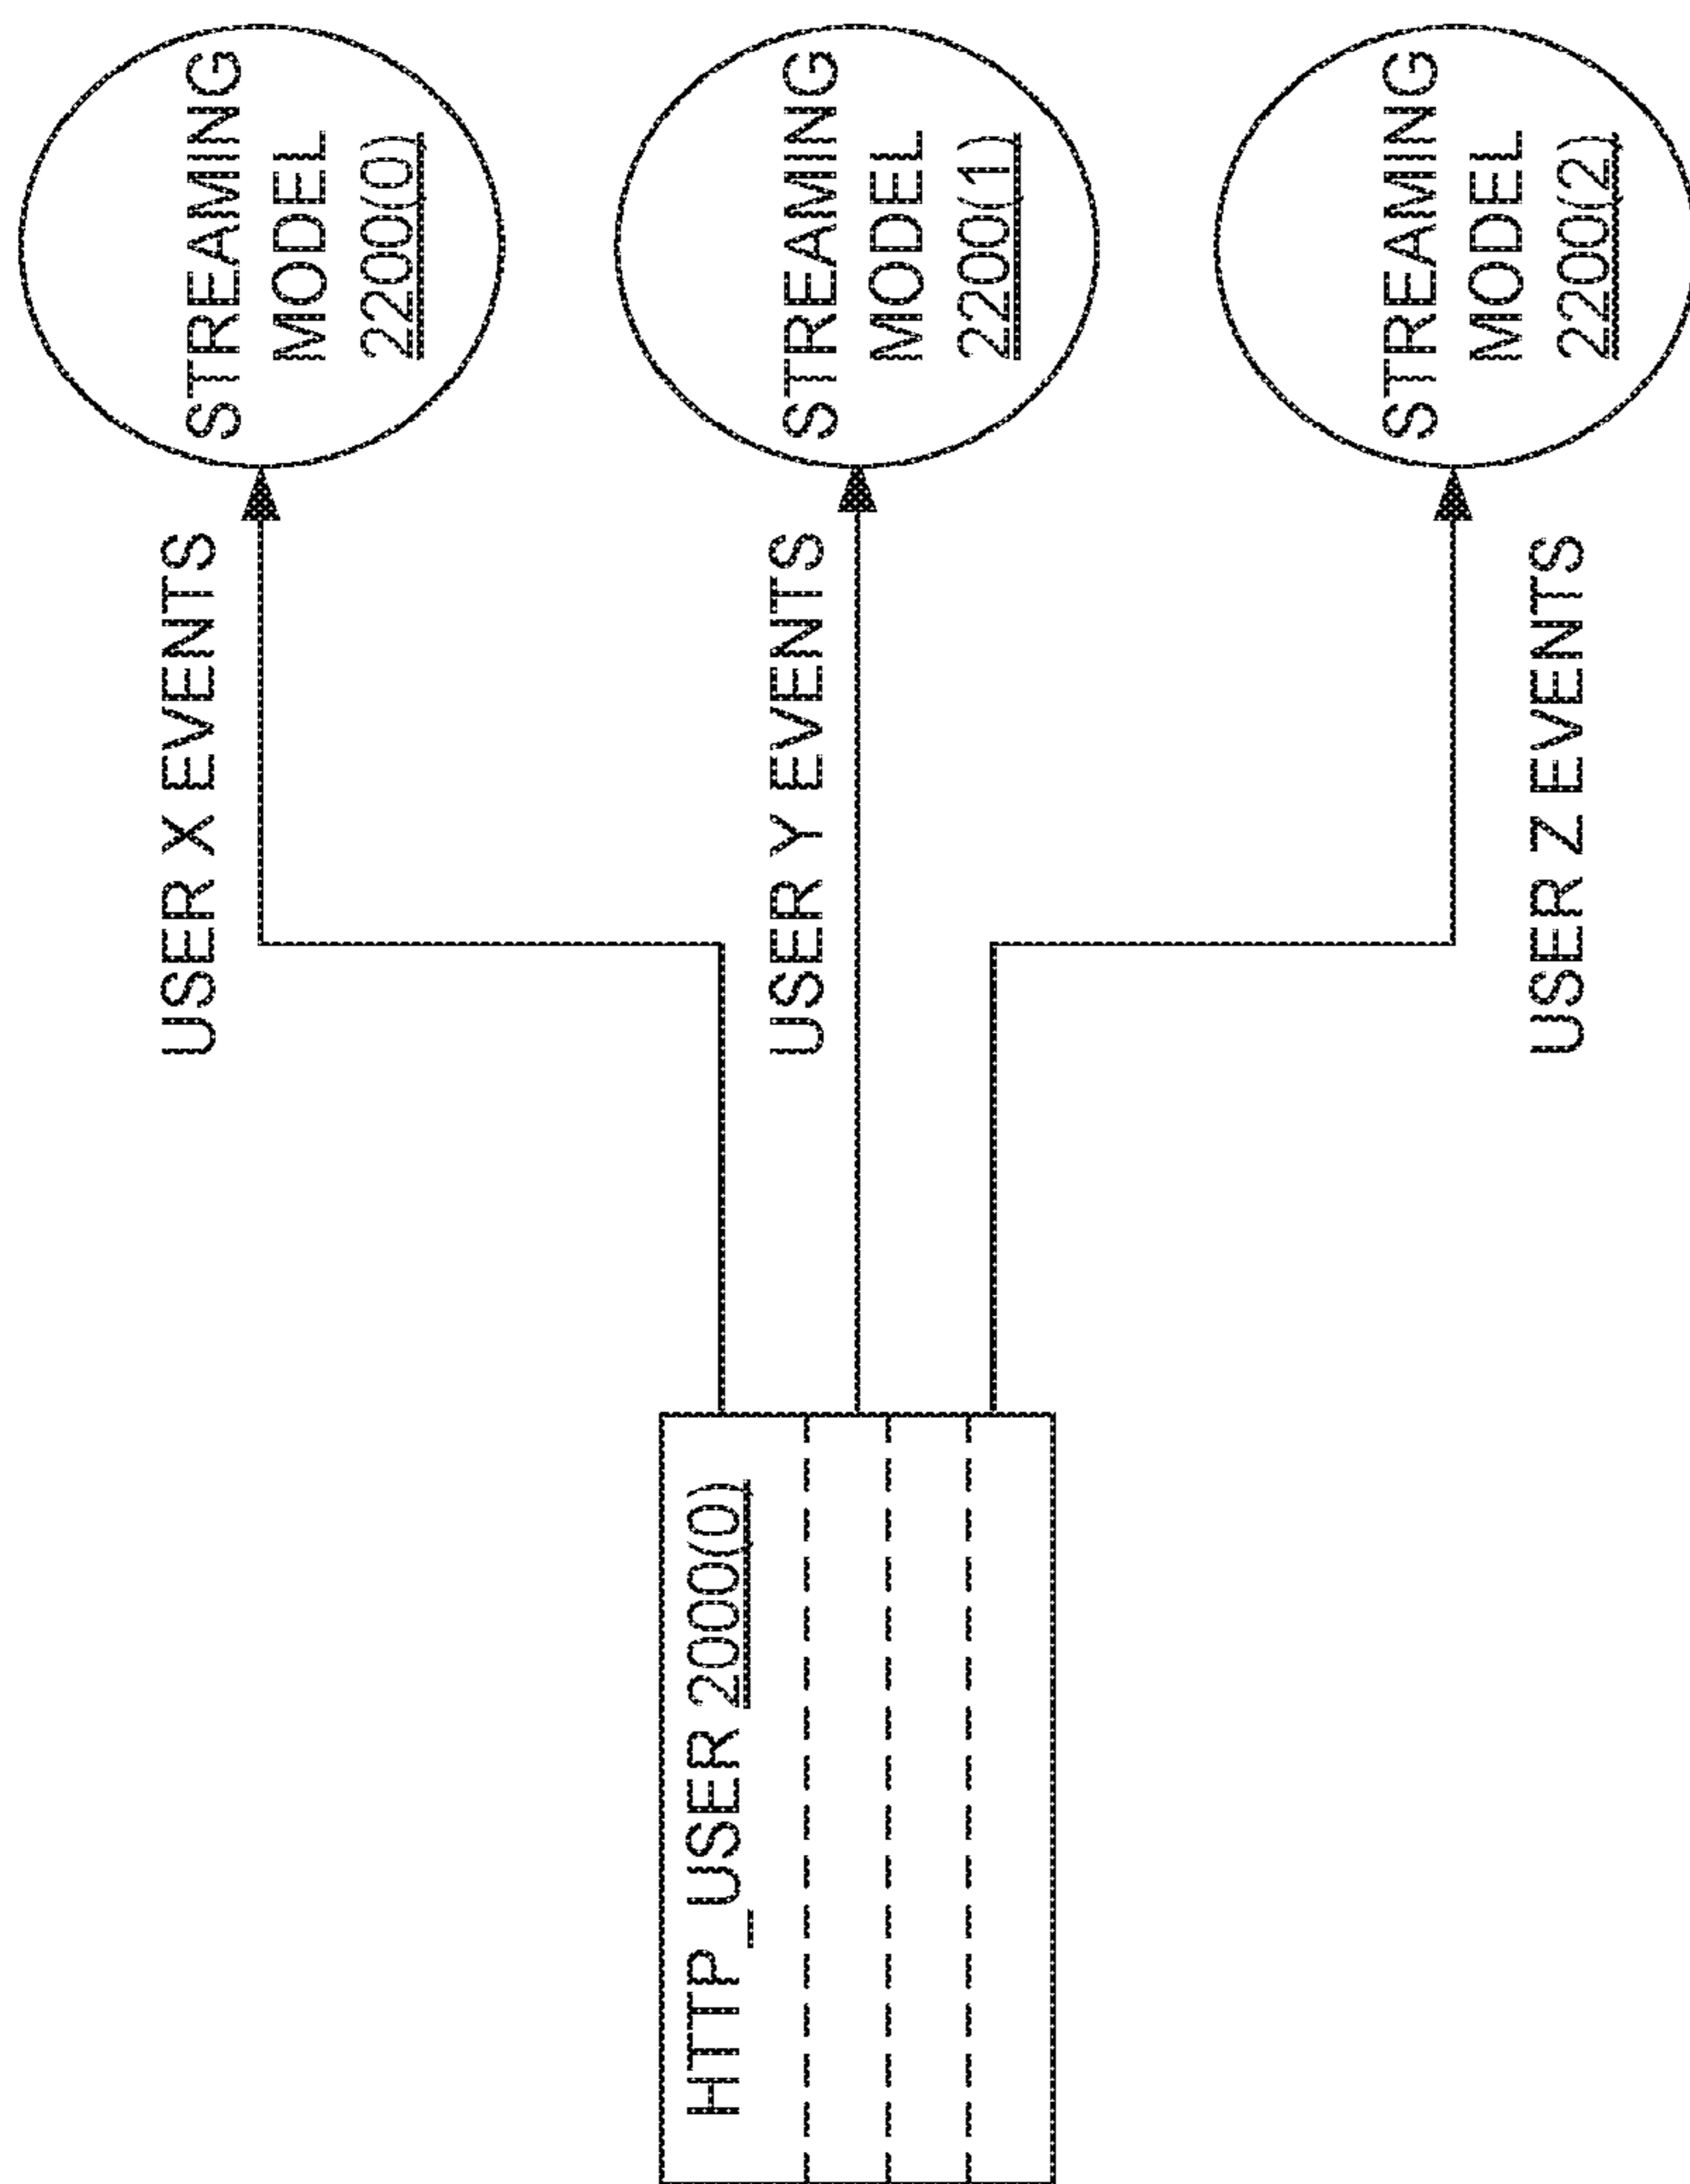 HTTP_USER 2000(0)
USER X EVENTS
STREAMING
MODEL
2200(0)
USER Y EVENTS
STREAMING
MODEL
2200(1)
USER Z EVENTS
STREAMING
MODEL
2200(2)